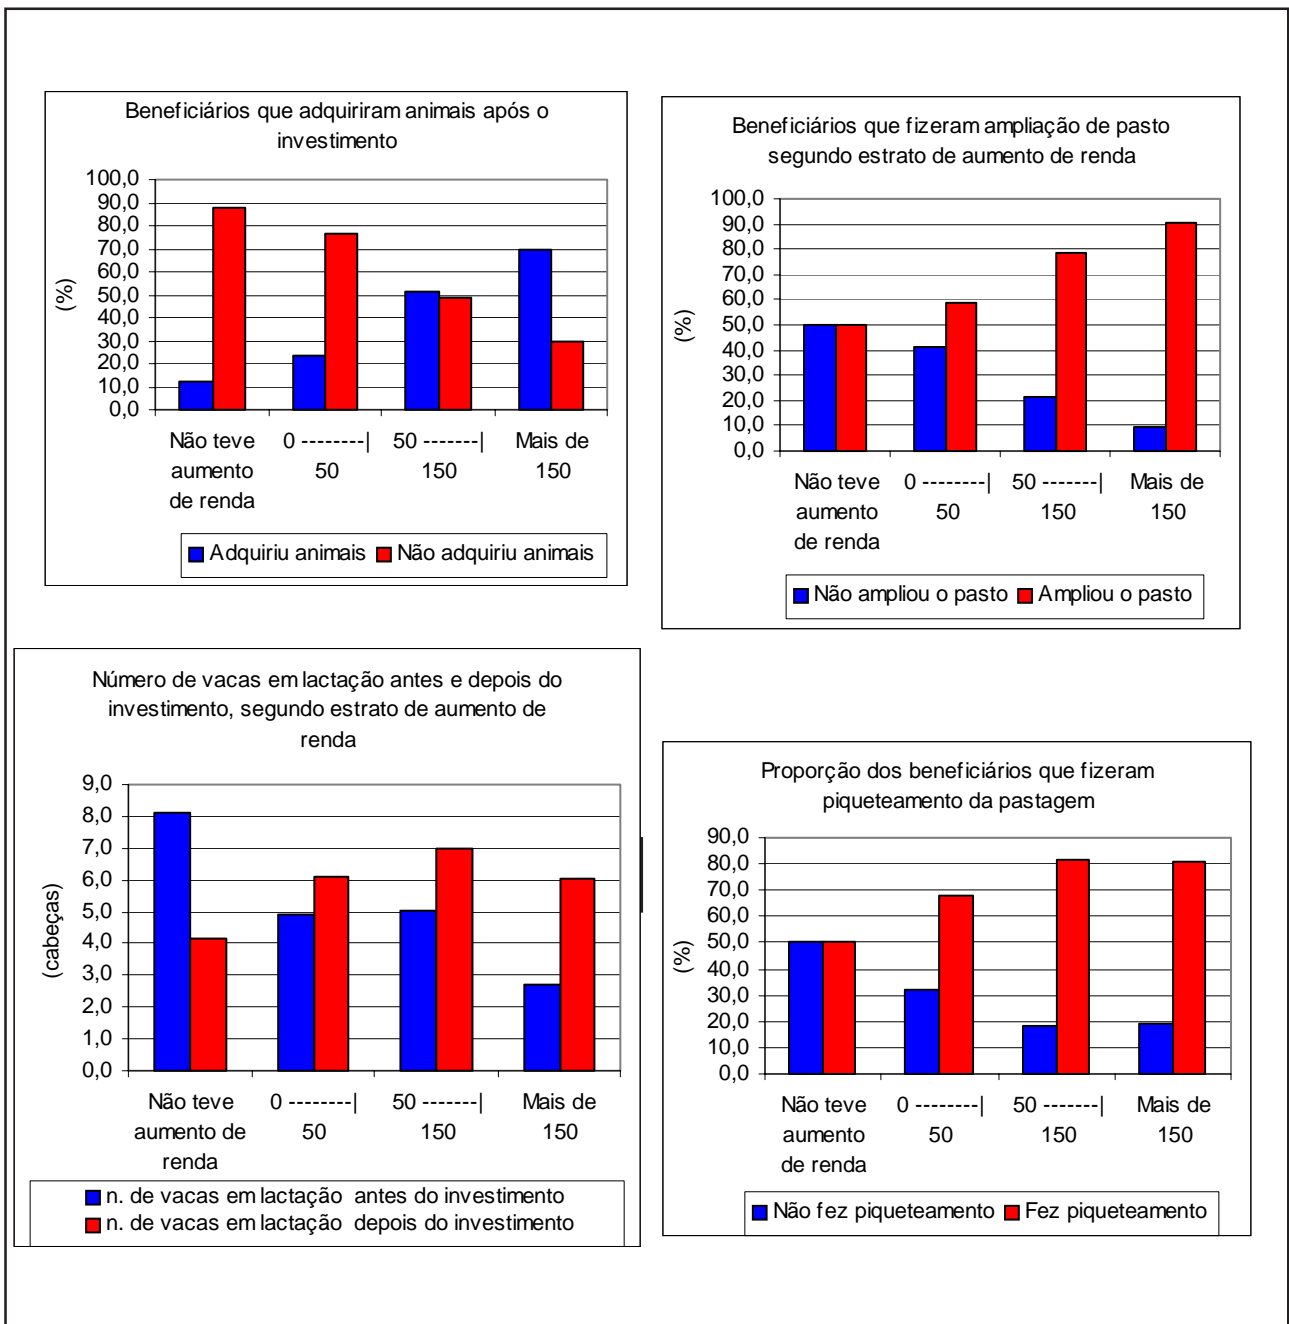 Beneficiários que adquiriram animais após o
investimento
(%)
100,0
90,0
80,0
70,0
60,0
50,0
40,0
30,0
20,0
10,0
0,0
Não teve
aumento
de renda
0 --------|
50
50 -------|
150
Mais de
150
Adquiriu animais Não adquiriu animais
Beneficiários que fizeram ampliação de pasto
segundo estrato de aumento de renda
(%)
100,0
90,0
80,0
70,0
60,0
50,0
40,0
30,0
20,0
10,0
0,0
Não teve
aumento
de renda
0 --------|
50
50 -------|
150
Mais de
150
Não ampliou o pasto Ampliou o pasto
Número de vacas em lactação antes e depois do
investimento, segundo estrato de aumento de
renda
(cabeças)
9,0
8,0
7,0
6,0
5,0
4,0
3,0
2,0
1,0
0,0
Não teve
aumento de
renda
0 --------|
50
50 -------|
150
Mais de
150
n. de vacas em lactação antes do investimento
n. de vacas em lactação depois do investimento
Proporção dos beneficiários que fizeram
piqueteamento da pastagem
(%)
90,0
80,0
70,0
60,0
50,0
40,0
30,0
20,0
10,0
0,0
Não teve
aumento
de renda
0 --------|
50
50 -------|
150
Mais de
150
Não fez piqueteamento Fez piqueteamento